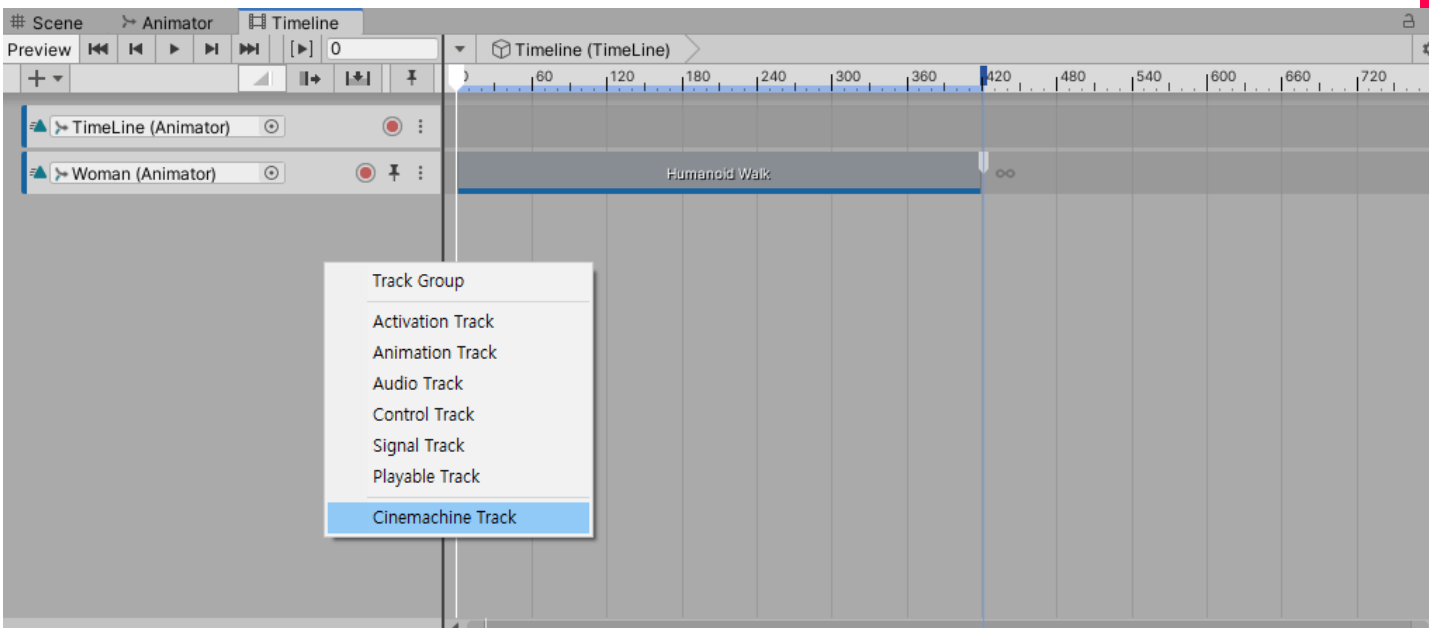 Scene Animator Timeline
Preview 0 Timeline (TimeLine)
60 120 180 240 300 360 420 480 540 600 660 720
TimeLine (Animator)
Woman (Animator) Humanoid Walk
Track Group
Activation Track
Animation Track
Audio Track
Control Track
Signal Track
Playable Track
Cinemachine Track